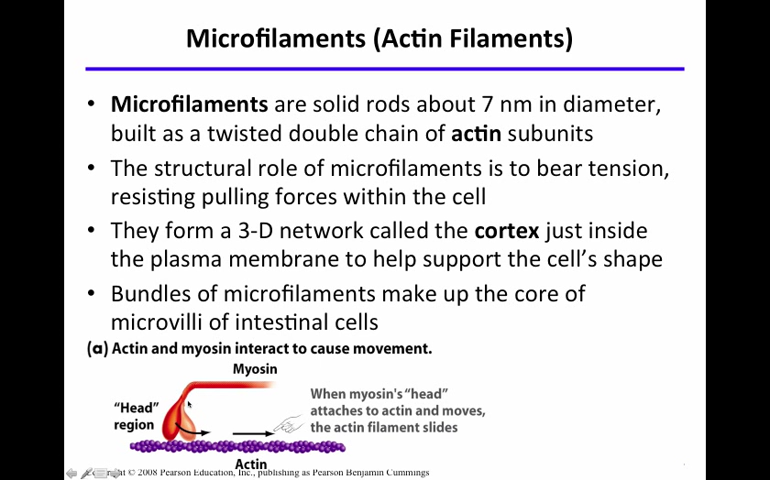 Microfilaments (Actin Filaments)
• Microfilaments are solid rods about 7 nm in diameter,
built as a twisted double chain of actin subunits
• The structural role of microfilaments is to bear tension,
resisting pulling forces within the cell
• They form a 3-D network called the cortex just inside
the plasma membrane to help support the cell's shape
• Bundles of microfilaments make up the core of
microvilli of intestinal cells
(a) Actin and myosin interact to cause movement.
Myosin
"Head"
region
When myosin's "head"
attaches to actin and moves,
the actin filament slides
Actin
© 2008 Pearson Education, Inc., publishing as Pearson Benjamin Cummings